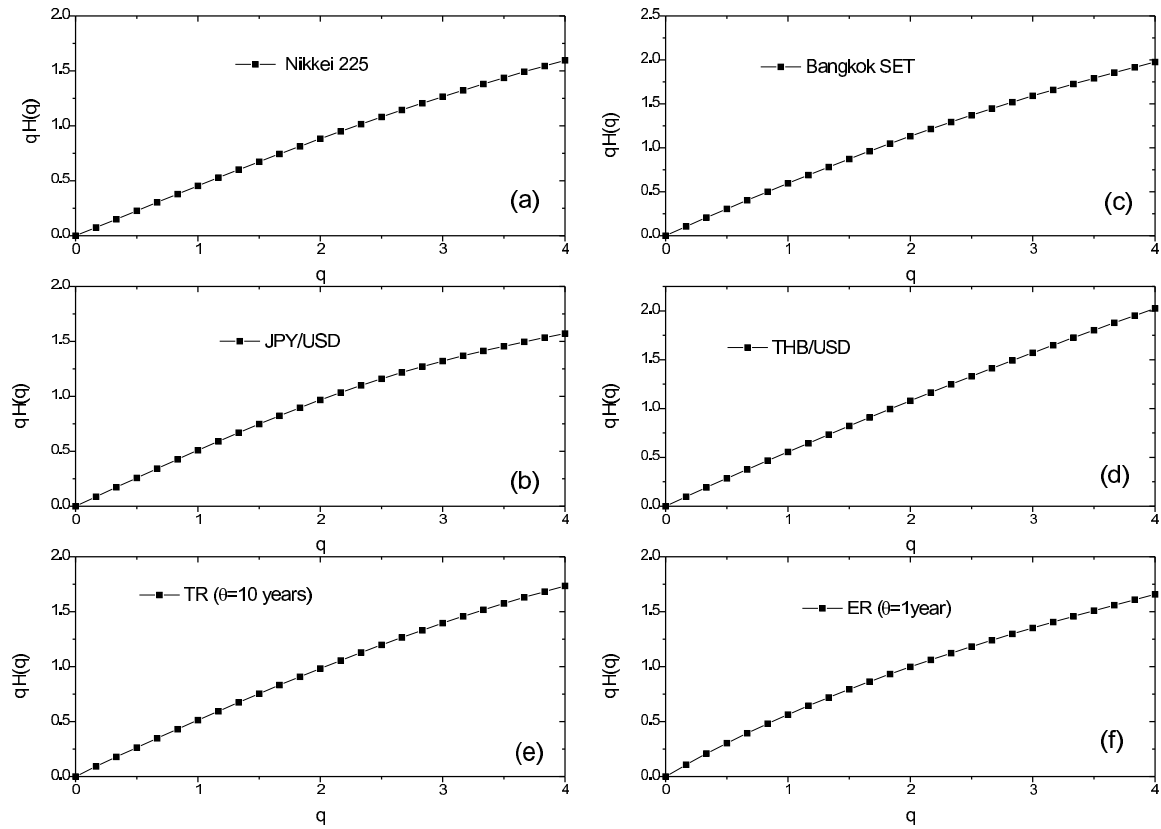 2.0
1.5
1.0
0.5
0.0
qH(q)
Nikkei 225
(a)
0 1 2 3 4
q
2.5
2.0
1.5
1.0
0.5
0.0
qH(q)
Bangkok SET
(c)
0 1 2 3 4
q
2.0
1.5
1.0
0.5
0.0
qH(q)
JPY/USD
(b)
0 1 2 3 4
q
2.0
1.5
1.0
0.5
0.0
qH(q)
THB/USD
(d)
0 1 2 3 4
q
2.0
1.5
1.0
0.5
0.0
qH(q)
TR (θ=10 years)
(e)
0 1 2 3 4
q
2.0
1.5
1.0
0.5
0.0
qH(q)
ER (θ=1year)
(f)
0 1 2 3 4
q